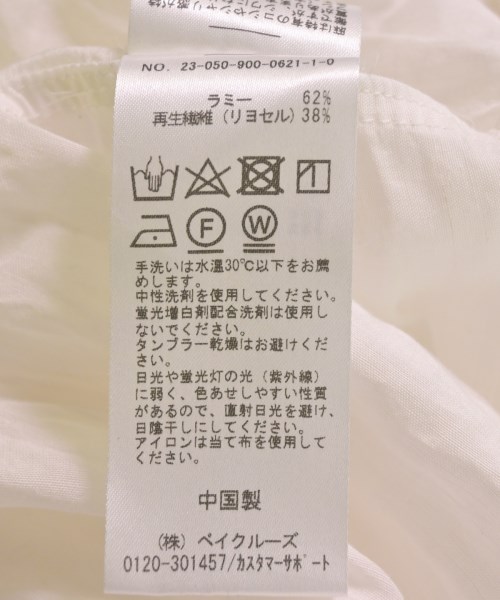 NO. 23-050-900-0621-1-0
ラミー 62%
再生繊維(リヨセル)38%
F W
手洗いは水温30℃以下をお薦
めします。
中性洗剤を使用してください。
蛍光増白剤配合洗剤は使用し
ないでください。
タンブラー乾燥はお避けくだ
さい。
日光や蛍光灯の光(紫外線)
に弱く、色あせしやすい性質
があるので、直射日光を避け、
日陰干しにしてください。
アイロンは当て布を使用して
ください。
中国製
(株)ベイクルーズ
0120-301457/カスタマーサポート